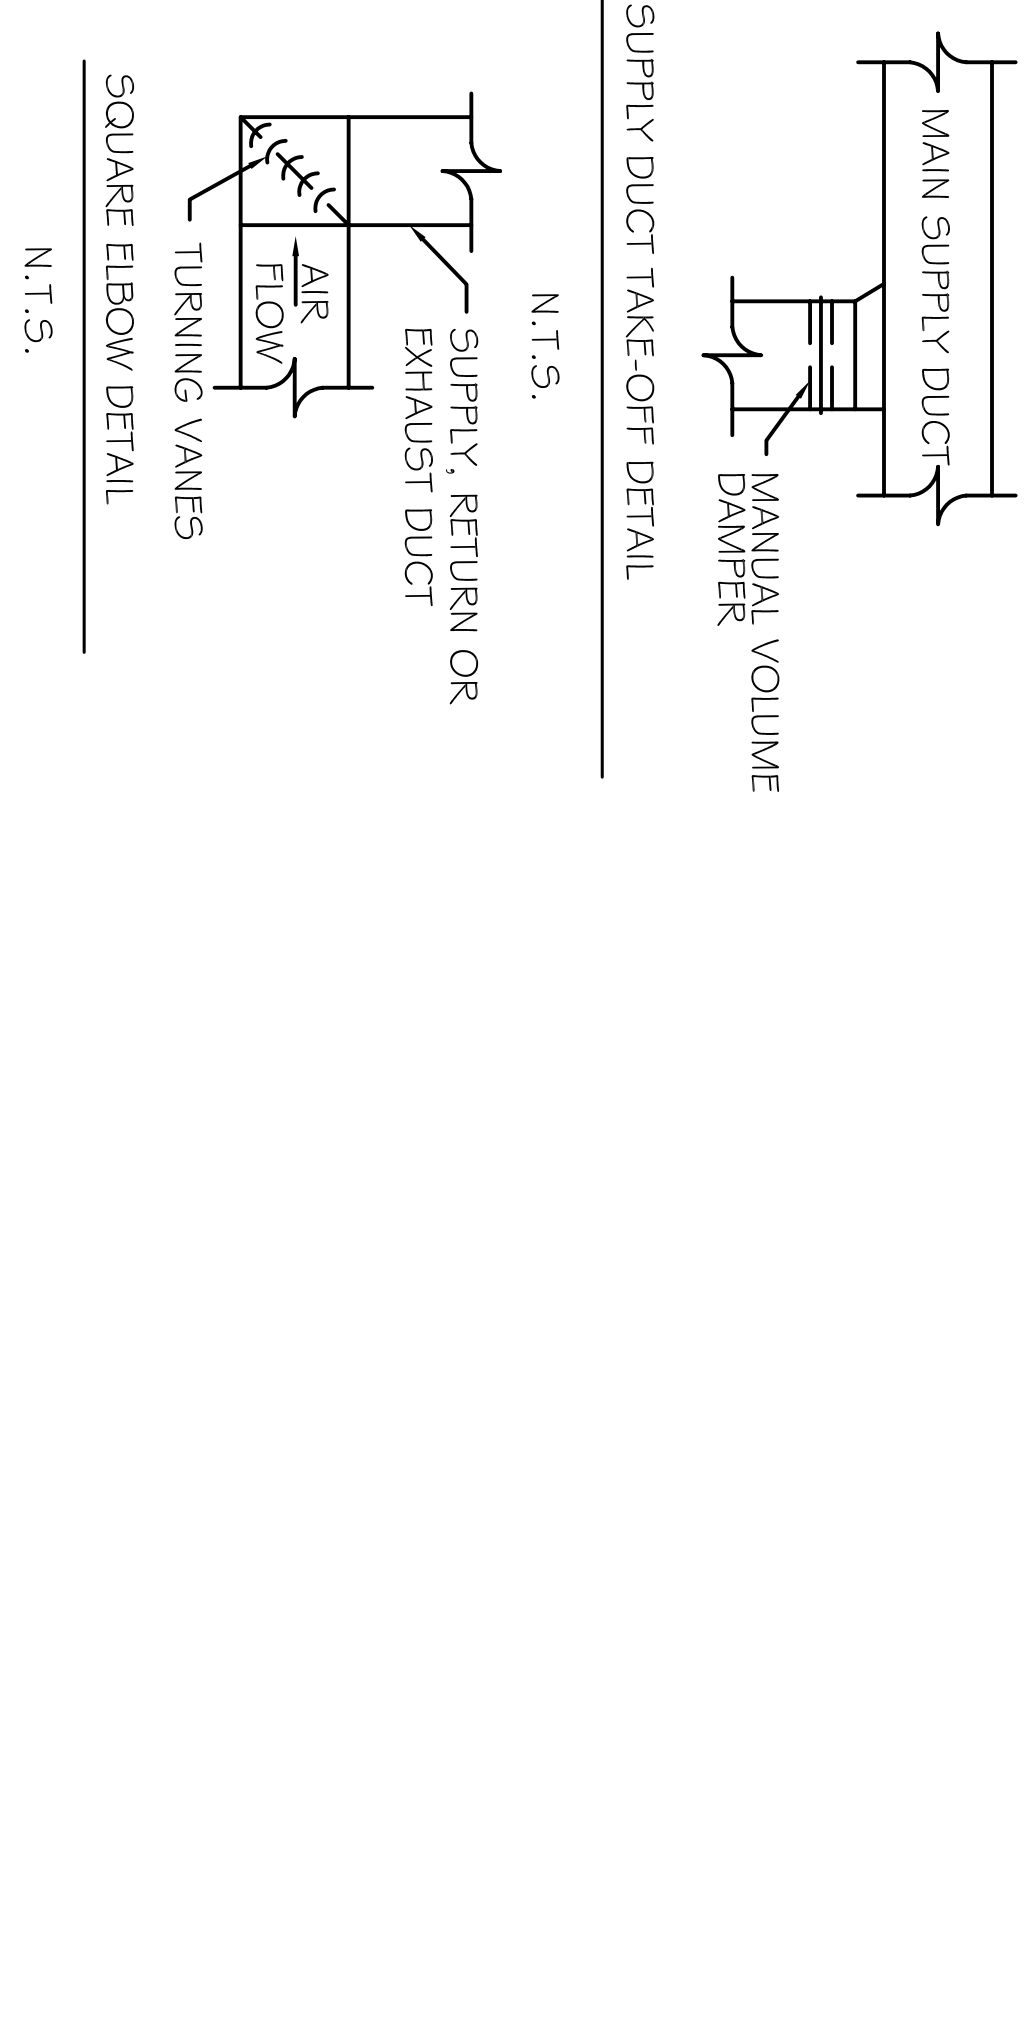 MAIN SUPPLY DUCT
MANUAL VOLUME
DAMPER
SUPPLY DUCT TAKE-OFF DETAIL
N.T.S.
SUPPLY, RETURN OR
EXHAUST DUCT
AIR
FLOW
TURNING VANES
SQUARE ELBOW DETAIL
N.T.S.